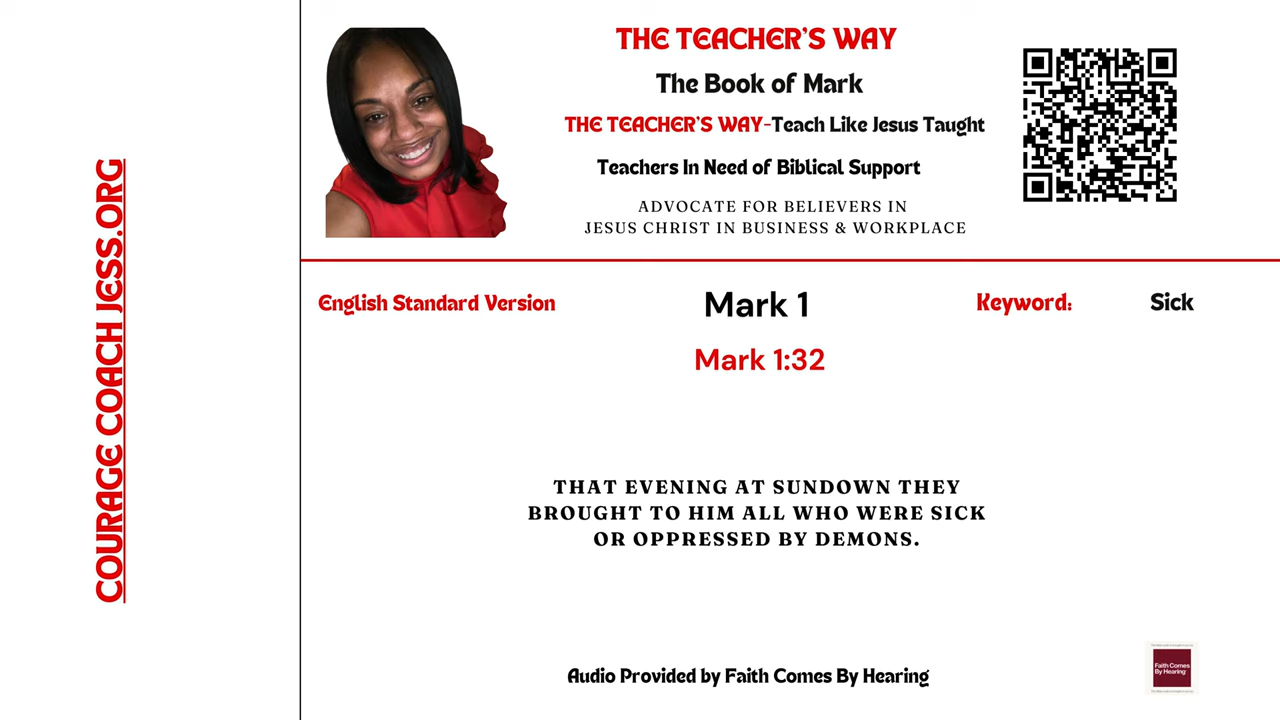 COURAGE COACH JESS.ORG
THE TEACHER'S WAY
The Book of Mark
THE TEACHER'S WAY-Teach Like Jesus Taught
Teachers In Need of Biblical Support
ADVOCATE FOR BELIEVERS IN
JESUS CHRIST IN BUSINESS & WORKPLACE
English Standard Version
Mark 1
Keyword:
Sick
Mark 1:32
THAT EVENING AT SUNDOWN THEY
BROUGHT TO HIM ALL WHO WERE SICK
OR OPPRESSED BY DEMONS.
Audio Provided by Faith Comes By Hearing
Faith Comes
By Hearing